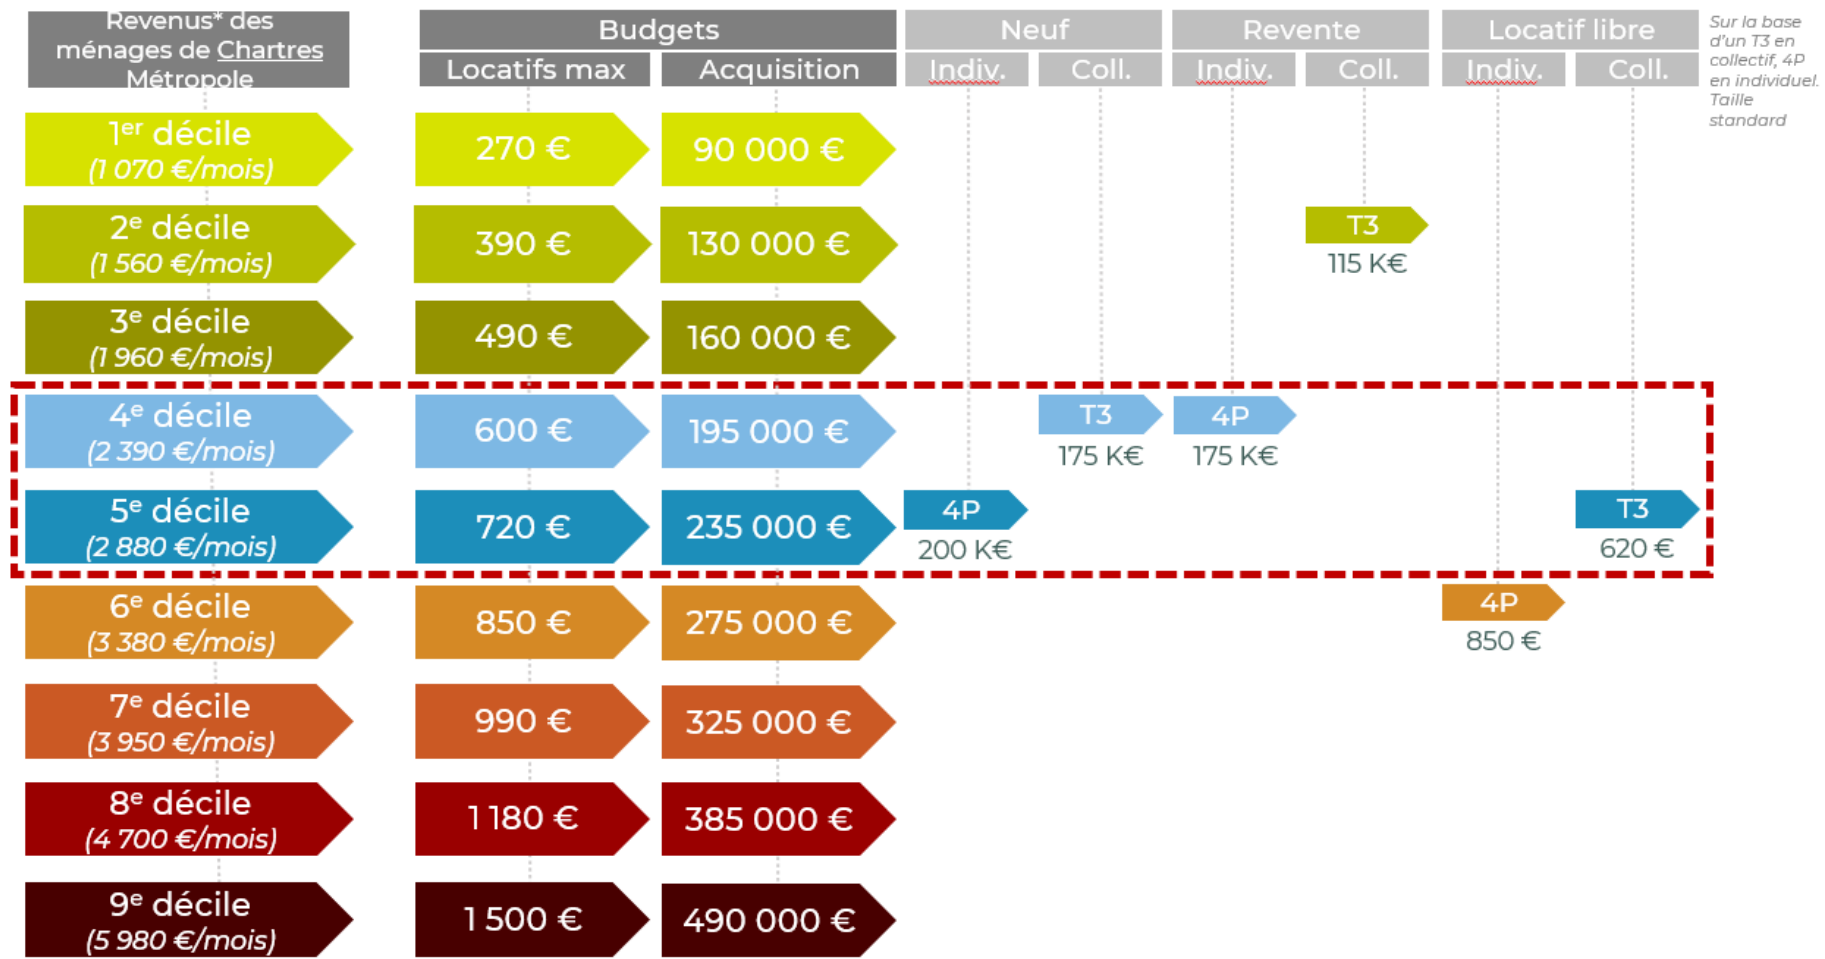 Revenus* des
ménages de Chartres
Métropole
Budgets
Neuf
Revente
Locatif libre
Locatifs max
Acquisition
Indiv.
Coll.
Indiv.
Coll.
Indiv.
Coll.
Sur la base
d'un T3 en
collectif, 4P
en individuel.
Taille
standard
1er décile
(1 070 €/mois)
270 €
90 000 €
2e décile
(1 560 €/mois)
390 €
130 000 €
T3
115 K€
3e décile
(1 960 €/mois)
490 €
160 000 €
4e décile
(2 390 €/mois)
600 €
195 000 €
T3
175 K€
4P
175 K€
5e décile
(2 880 €/mois)
720 €
235 000 €
4P
200 K€
T3
620 €
6e décile
(3 380 €/mois)
850 €
275 000 €
4P
850 €
7e décile
(3 950 €/mois)
990 €
325 000 €
8e décile
(4 700 €/mois)
1 180 €
385 000 €
9e décile
(5 980 €/mois)
1 500 €
490 000 €